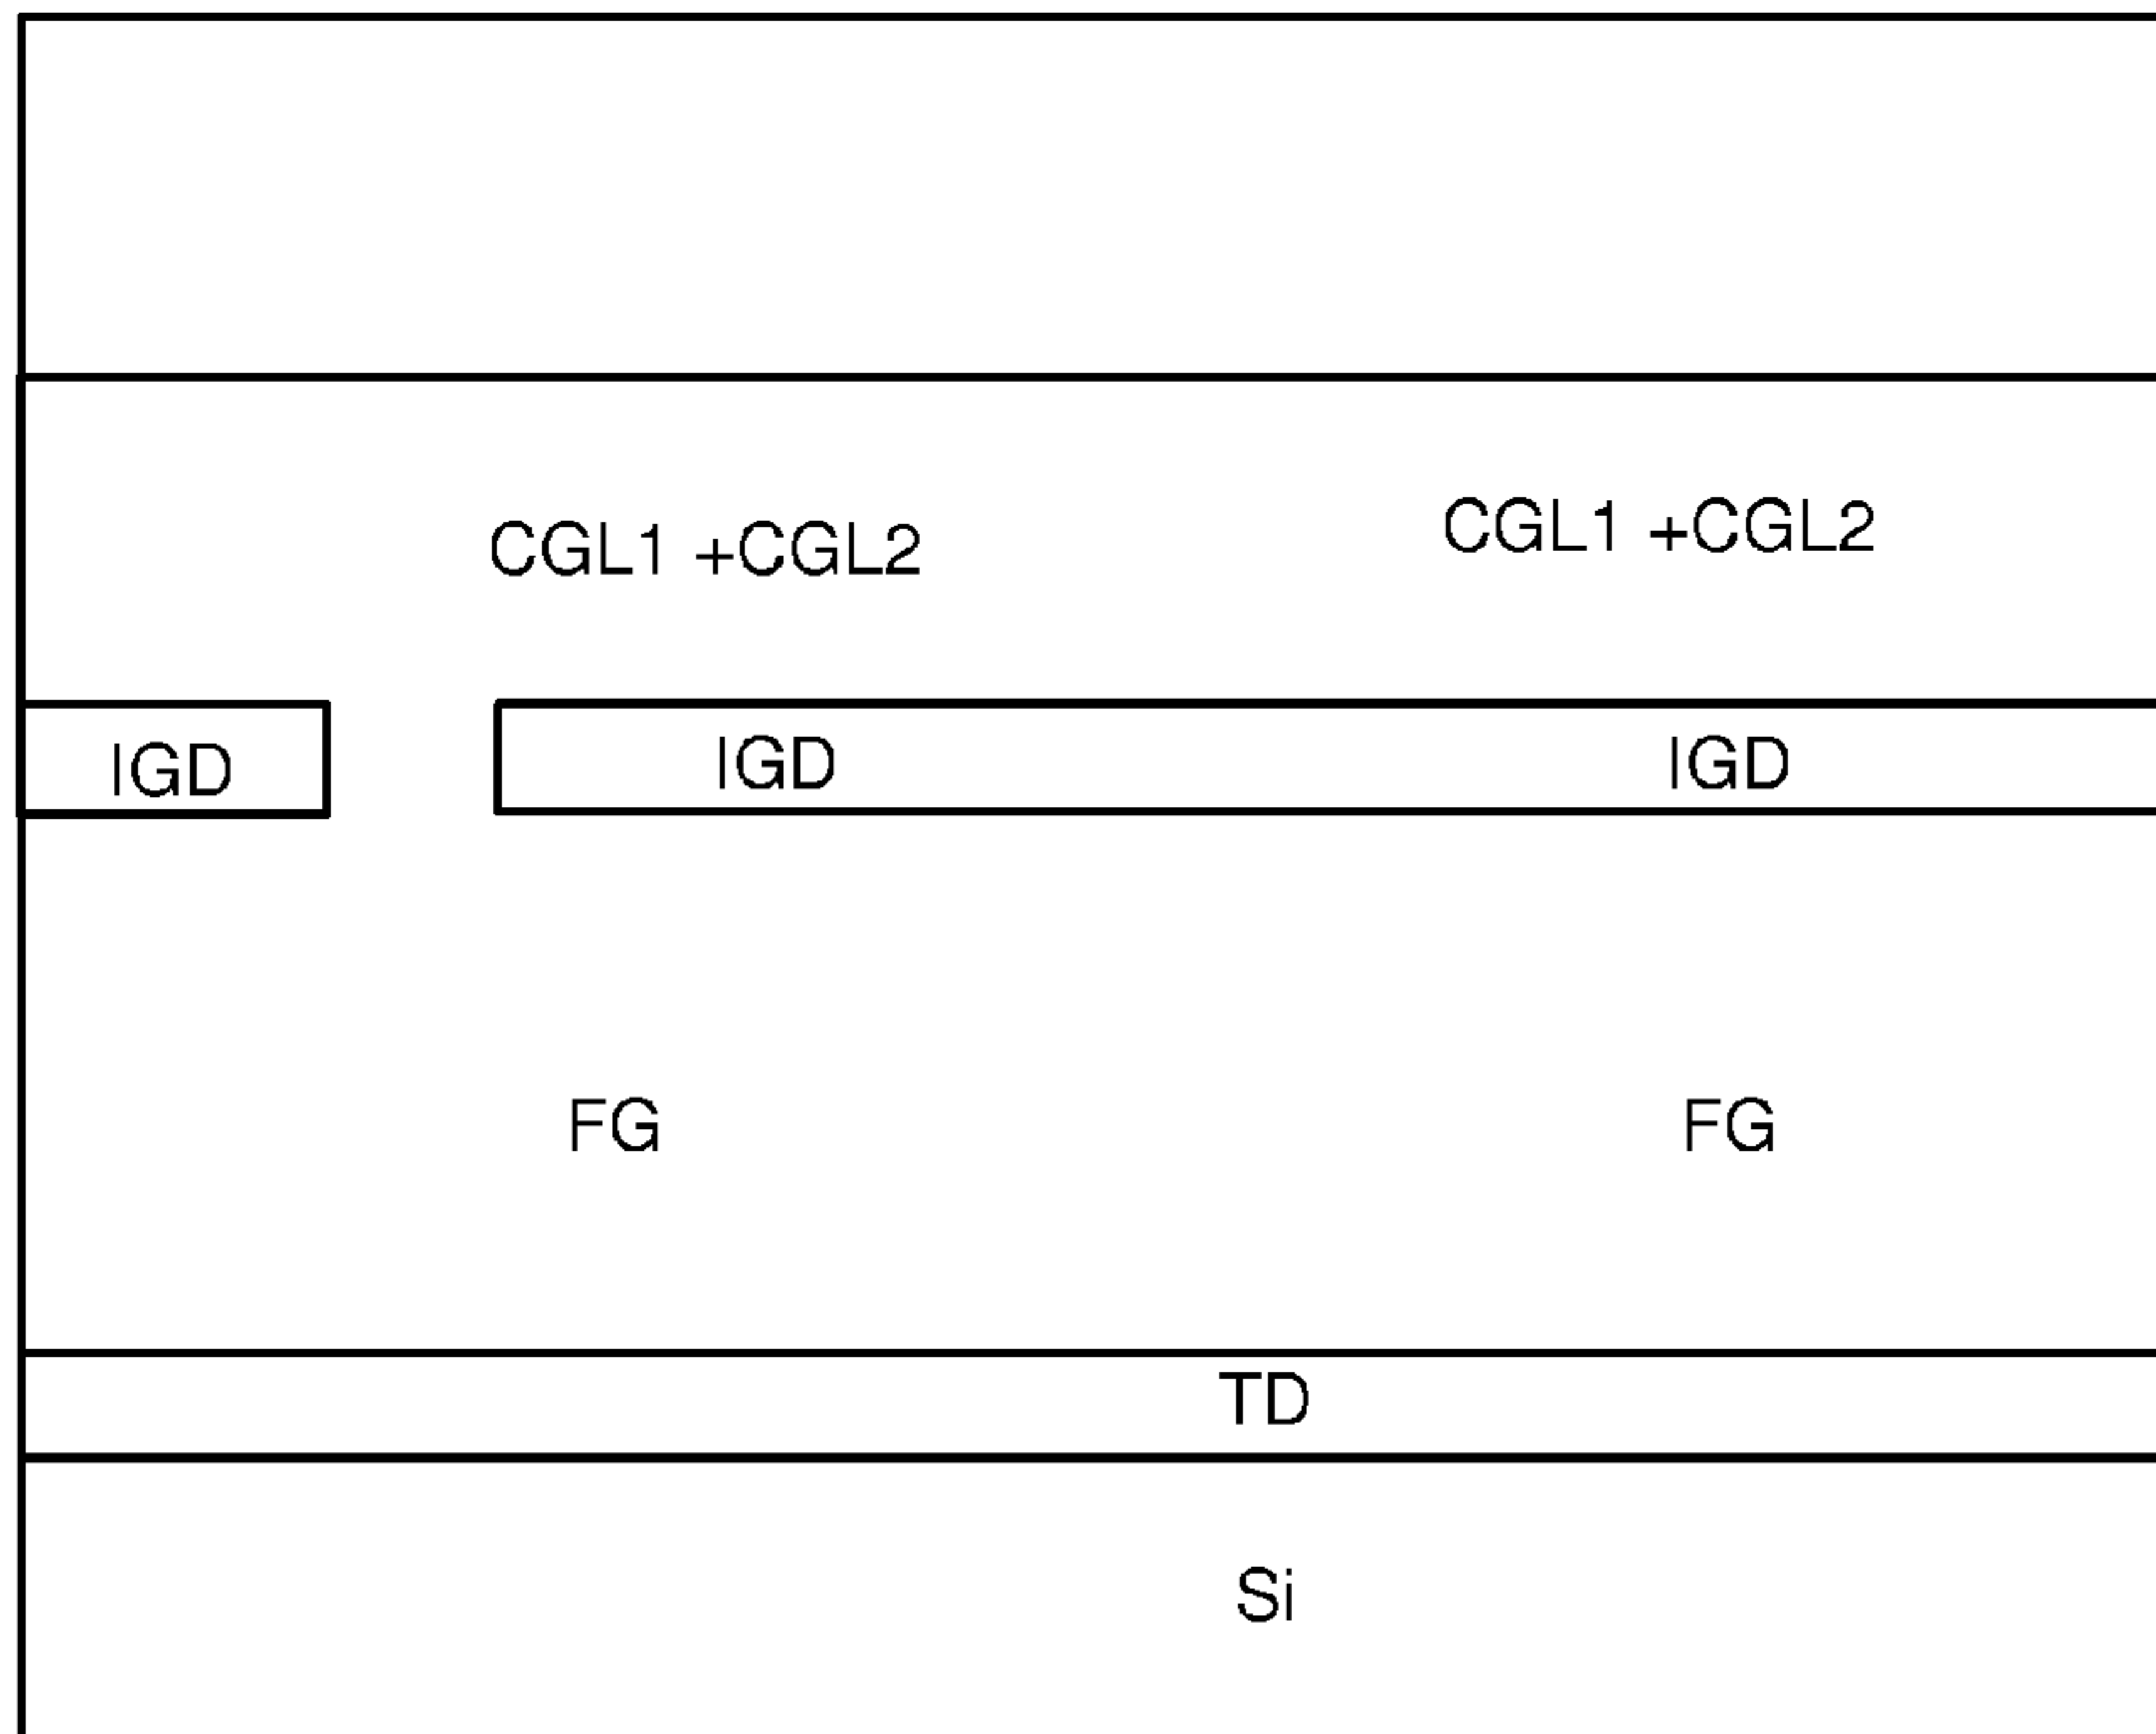 CGL1 +CGL2
CGL1 +CGL2
IGD
IGD
IGD
FG
FG
TD
Si